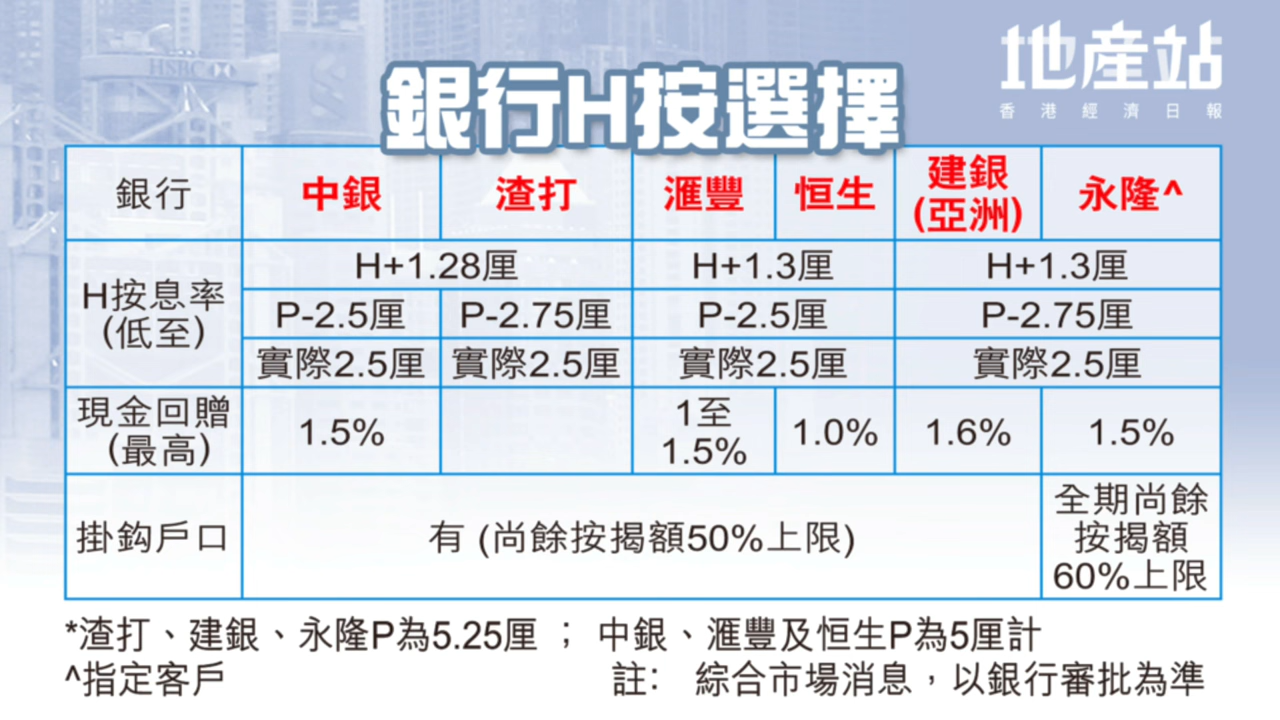 HSBC
地産站
香港經濟日報
銀行H按選擇
銀行 中銀 渣打 滙豐 恒生 建銀 永隆^
(亞洲)
H按息率
(低至)
H+1.28厘 H+1.3厘 H+1.3厘
P-2.5厘 P-2.75厘 P-2.5厘 P-2.75厘
實際2.5厘 實際2.5厘 實際2.5厘 實際2.5厘
現金回贈
(最高)
1.5% 1至
1.5% 1.0% 1.6% 1.5%
掛鈎戶口 有 (尚餘按揭額50%上限) 全期尚餘
按揭額
60%上限
*渣打、建銀、永隆P為5.25厘 ； 中銀、滙豐及恒生P為5厘計
^指定客戶 註: 綜合市場消息，以銀行審批為準